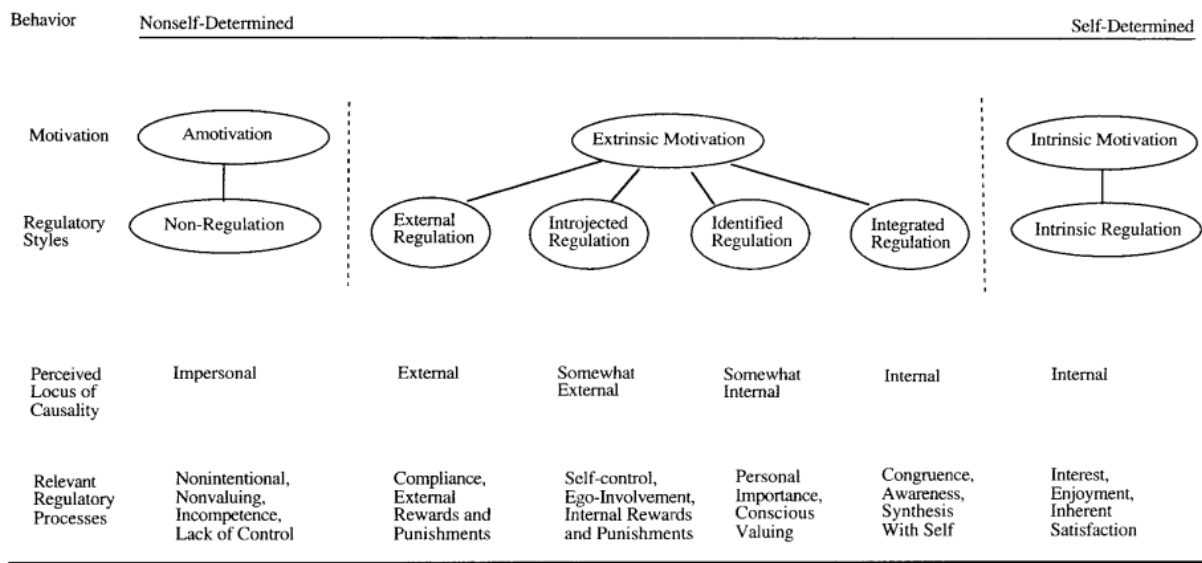 Behavior Nonself-Determined Self-Determined
Motivation Amotivation Extrinsic Motivation Intrinsic Motivation
Regulatory
Styles
Non-Regulation
External
Regulation
Introjected
Regulation
Identified
Regulation
Integrated
Regulation
Intrinsic Regulation
Perceived
Locus of
Causality
Impersonal
External
Somewhat
External
Somewhat
Internal
Internal
Internal
Relevant
Regulatory
Processes
Nonintentional,
Nonvaluing,
Incompetence,
Lack of Control
Compliance,
External
Rewards and
Punishments
Self-control,
Ego-Involvement,
Internal Rewards
and Punishments
Personal
Importance,
Conscious
Valuing
Congruence,
Awareness,
Synthesis
With Self
Interest,
Enjoyment,
Inherent
Satisfaction